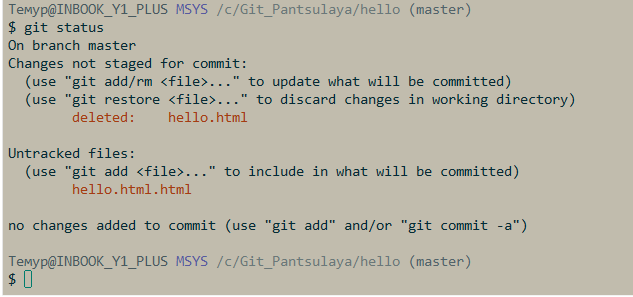 Темур@INBOOK_Y1_PLUS MSYS /c/Git_Pantsulaya/hello (master)
$ git status
On branch master
Changes not staged for commit:
  (use "git add/rm <file>..." to update what will be committed)
  (use "git restore <file>..." to discard changes in working directory)
        deleted:    hello.html

Untracked files:
  (use "git add <file>..." to include in what will be committed)
        hello.html.html

no changes added to commit (use "git add" and/or "git commit -a")

Темур@INBOOK_Y1_PLUS MSYS /c/Git_Pantsulaya/hello (master)
$